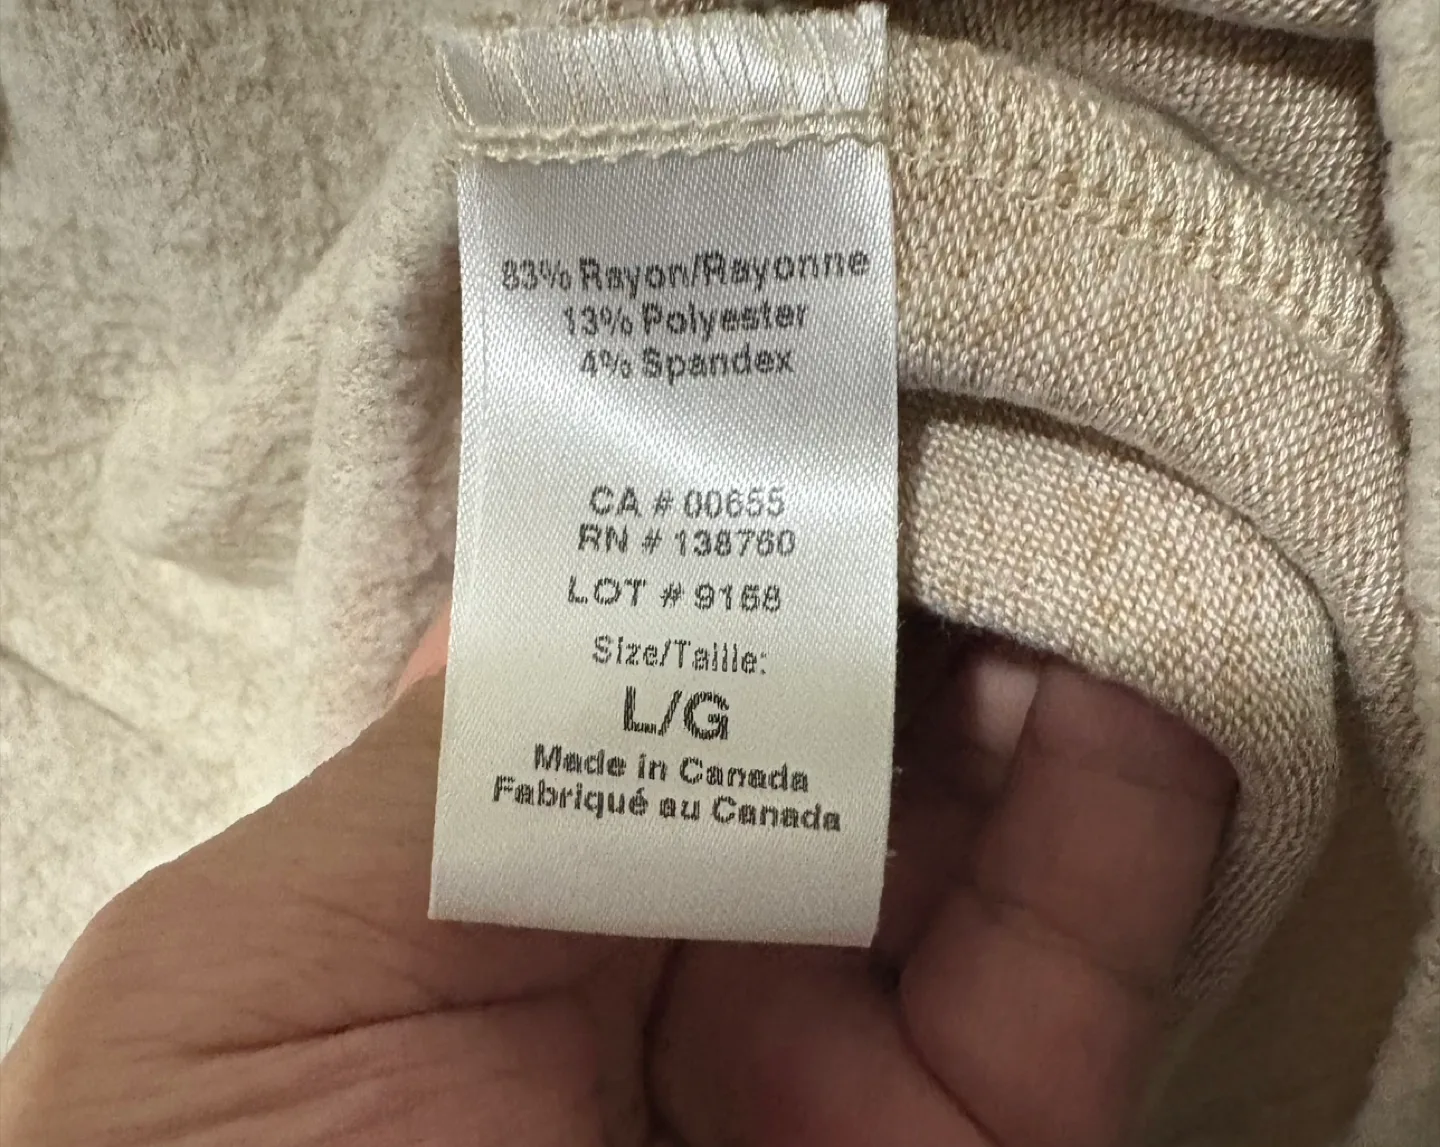 83% Rayon/Rayonne
13% Polyester
4% Spandex
CA # 00655
RN # 138760
LOT # 9168
Size/Taille:
L/G
Made in Canada
Fabriqué au Canada